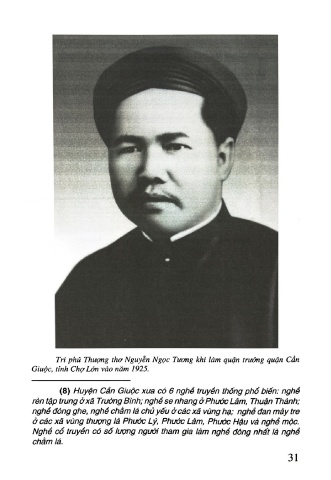 Tri phủ Thượng thơ Nguyễn Ngọc Tương khi làm quận trưởng quận Cần
Giuộc, tỉnh Chợ Lớn vào năm 1925.
(8) Huyện Cần Giuộc xưa có 6 nghề truyền thống phổ biến: nghề
rèn tập trung ở xã Trường Bình; nghề se nhang ở Phước Lâm, Thuận Thành;
nghề đóng ghe, nghề chằm lá chủ yếu ở các xã vùng hạ; nghề đan mây tre
ở các xã vùng thượng là Phước Lý, Phước Lâm, Phước Hậu và nghề mộc.
Nghề cổ truyền có số lượng người tham gia làm nghề đông nhất là nghề
chằm lá.
31